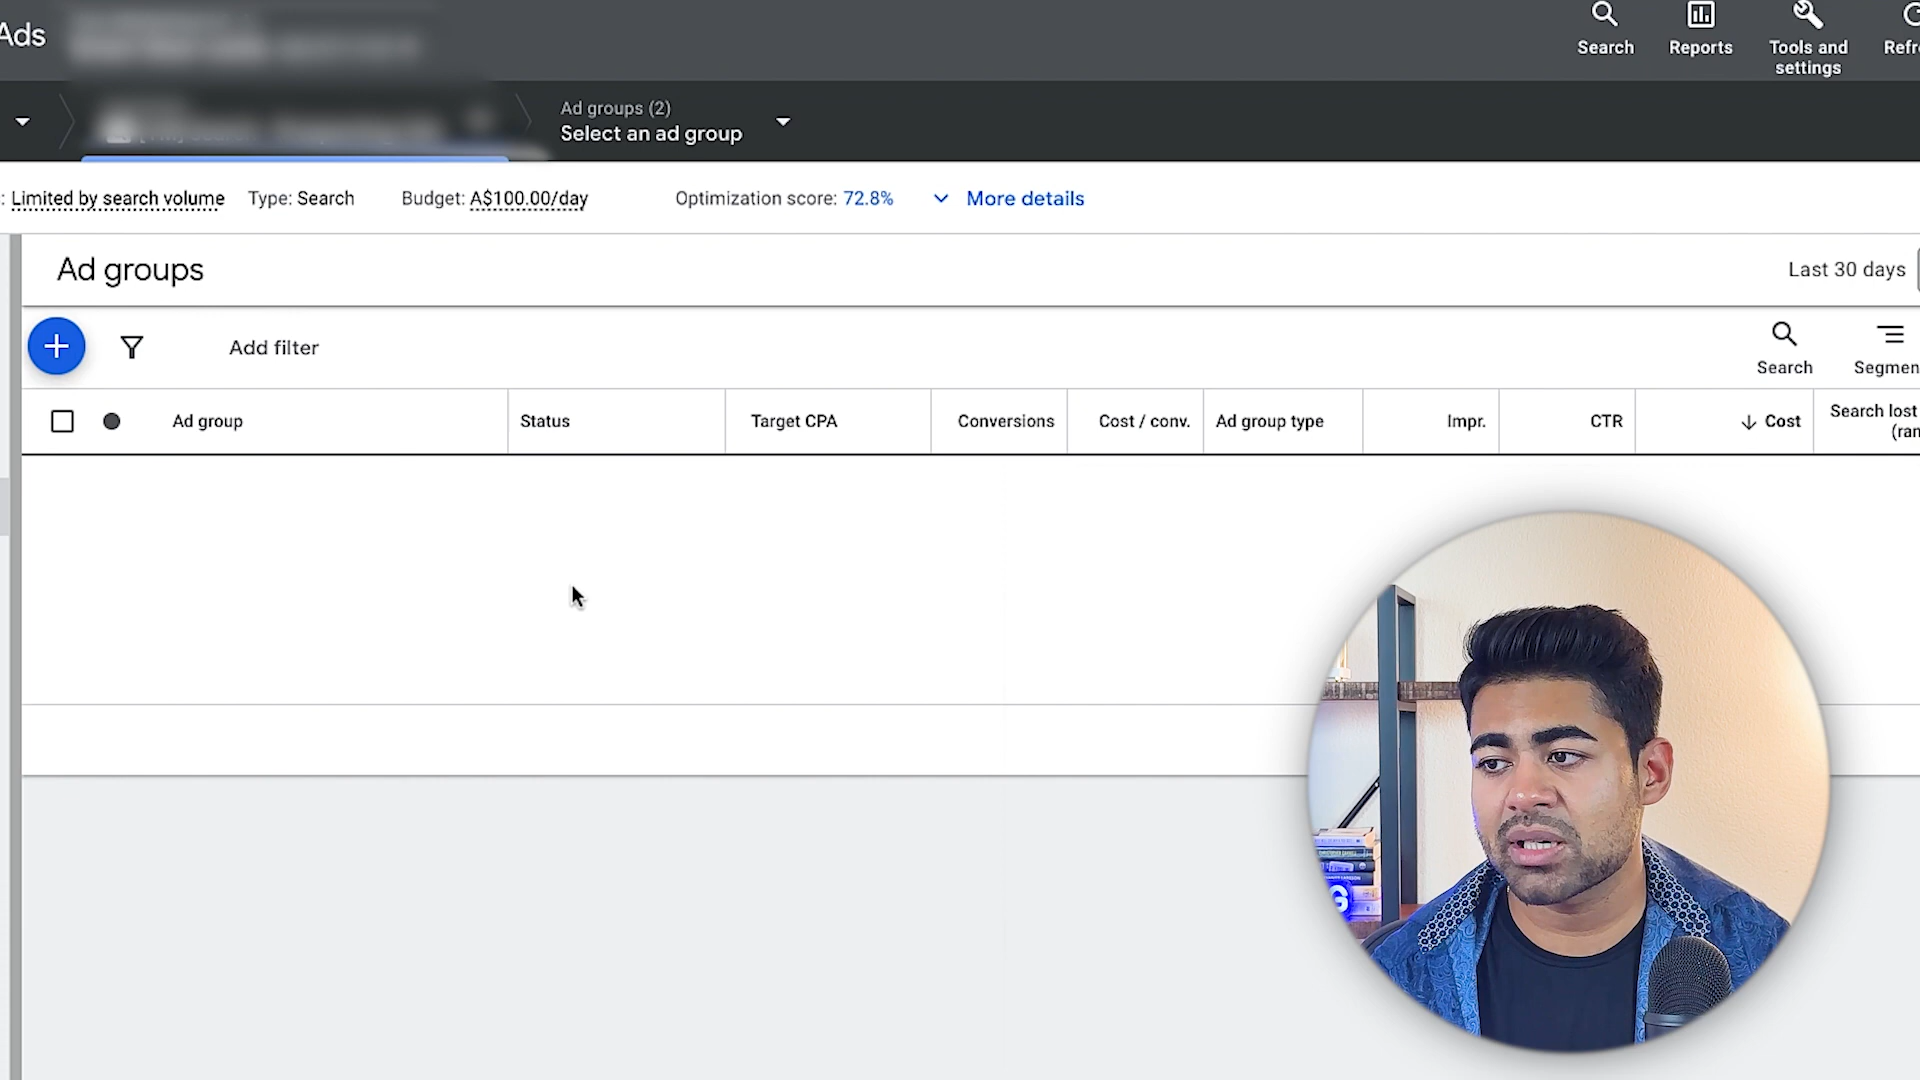 Ads
Search
Reports
Tools and
settings
Ad groups (2)
Select an ad group
: Limited by search volume
Type: Search
Budget: A$100.00/day
Optimization score: 72.8%
More details
Ad groups
Last 30 days
Add filter
Search
Segmen
Ad group
Status
Target CPA
Conversions
Cost / conv.
Ad group type
Impr.
CTR
Cost
Search lost
(ran
G